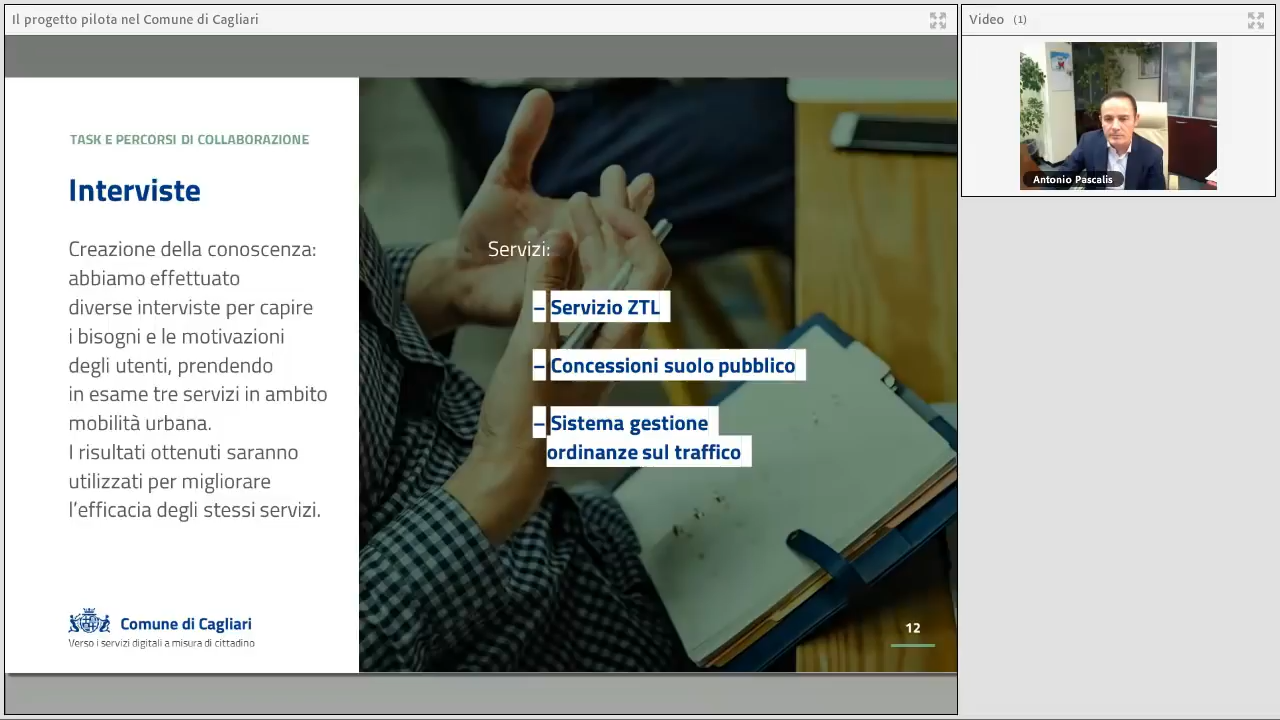 Il progetto pilota nel Comune di Cagliari
Video (1)
Antonio Pascalis
TASK E PERCORSI DI COLLABORAZIONE
Interviste
Creazione della conoscenza:
abbiamo effettuato
diverse interviste per capire
i bisogni e le motivazioni
degli utenti, prendendo
in esame tre servizi in ambito
mobilità urbana.
I risultati ottenuti saranno
utilizzati per migliorare
l’efficacia degli stessi servizi.
Servizi:
– Servizio ZTL
– Concessioni suolo pubblico
– Sistema gestione
ordinanze sul traffico
Comune di Cagliari
Verso i servizi digitali a misura di cittadino
12